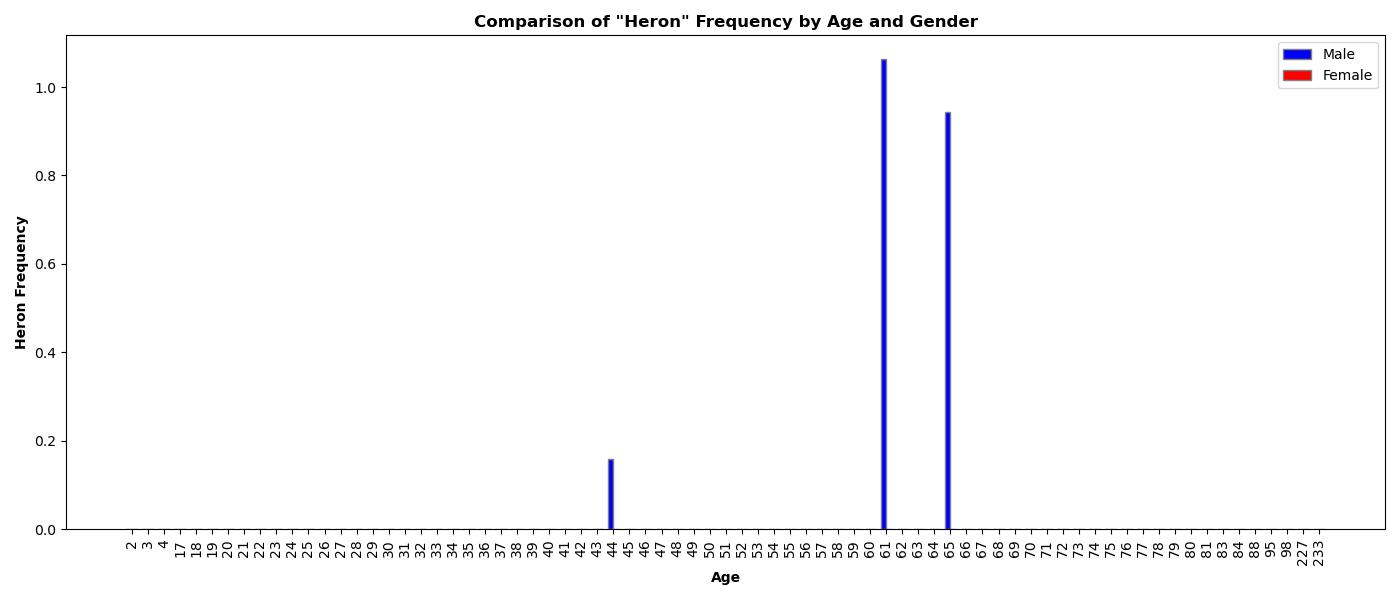 Comparison of "Heron" Frequency by Age and Gender
Male
Female
Heron Frequency
1.0
0.8
0.6
0.4
0.2
0.0
2 3 4 17 18 19 20 21 22 23 24 25 26 27 28 29 30 31 32 33 34 35 36 37 38 39 40 41 42 43 44 45 46 47 48 49 50 51 52 53 54 55 56 57 58 59 60 61 62 63 64 65 66 67 68 69 70 71 72 73 74 75 76 77 78 79 80 81 83 84 88 95 98 227 233
Age